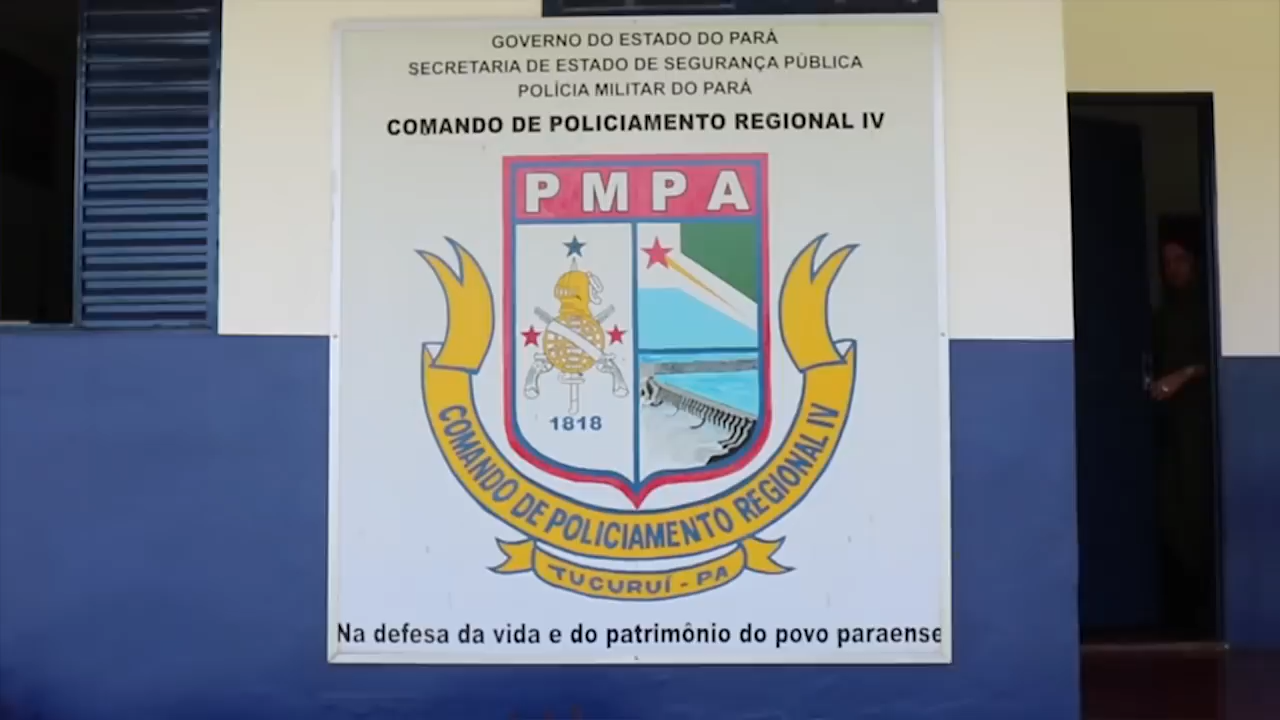 GOVERNO DO ESTADO DO PARÁ
SECRETARIA DE ESTADO DE SEGURANÇA PÚBLICA
POLÍCIA MILITAR DO PARÁ
COMANDO DE POLICIAMENTO REGIONAL IV
PMPA
1818
COMANDO DE POLICIAMENTO REGIONAL IV
TUCURUÍ - PA
Na defesa da vida e do patrimônio do povo paraense